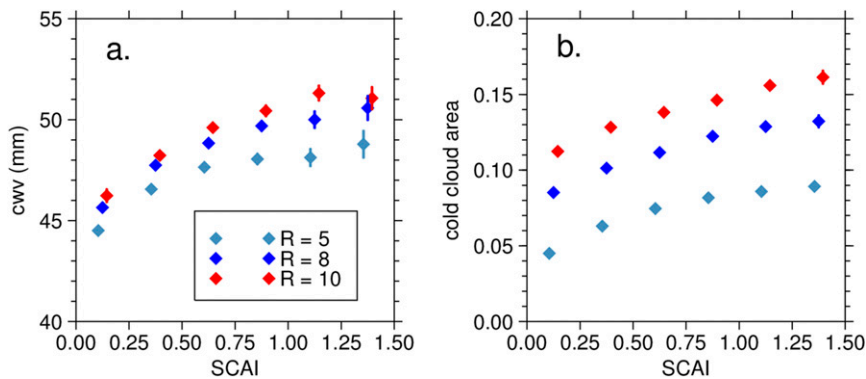 a.
55
50
45
40
cwv (mm)
R = 5
R = 8
R = 10
0.00 0.25 0.50 0.75 1.00 1.25 1.50
SCAI
b.
0.20
0.15
0.10
0.05
0.00
cold cloud area
0.00 0.25 0.50 0.75 1.00 1.25 1.50
SCAI